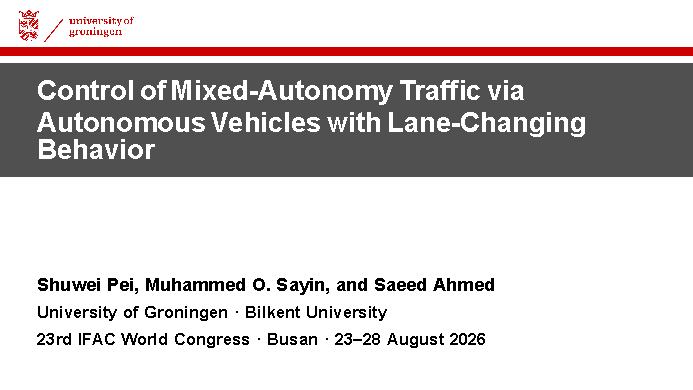 university of
groningen
Control of Mixed-Autonomy Traffic via
Autonomous Vehicles with Lane-Changing
Behavior
Shuwei Pei, Muhammed O. Sayin, and Saeed Ahmed
University of Groningen · Bilkent University
23rd IFAC World Congress · Busan · 23–28 August 2026